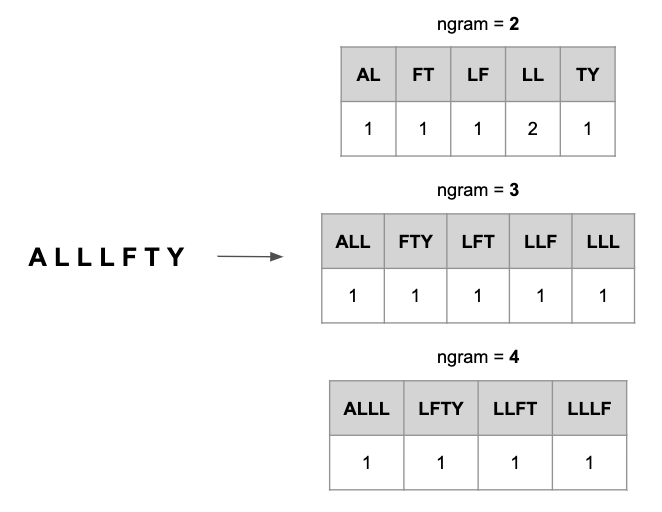 ngram = 2
AL FT LF LL TY
1 1 1 2 1
ngram = 3
ALL FTY LFT LLF LLL
1 1 1 1 1
A L L L F T Y
ngram = 4
ALLL LFTY LLFT LLLF
1 1 1 1